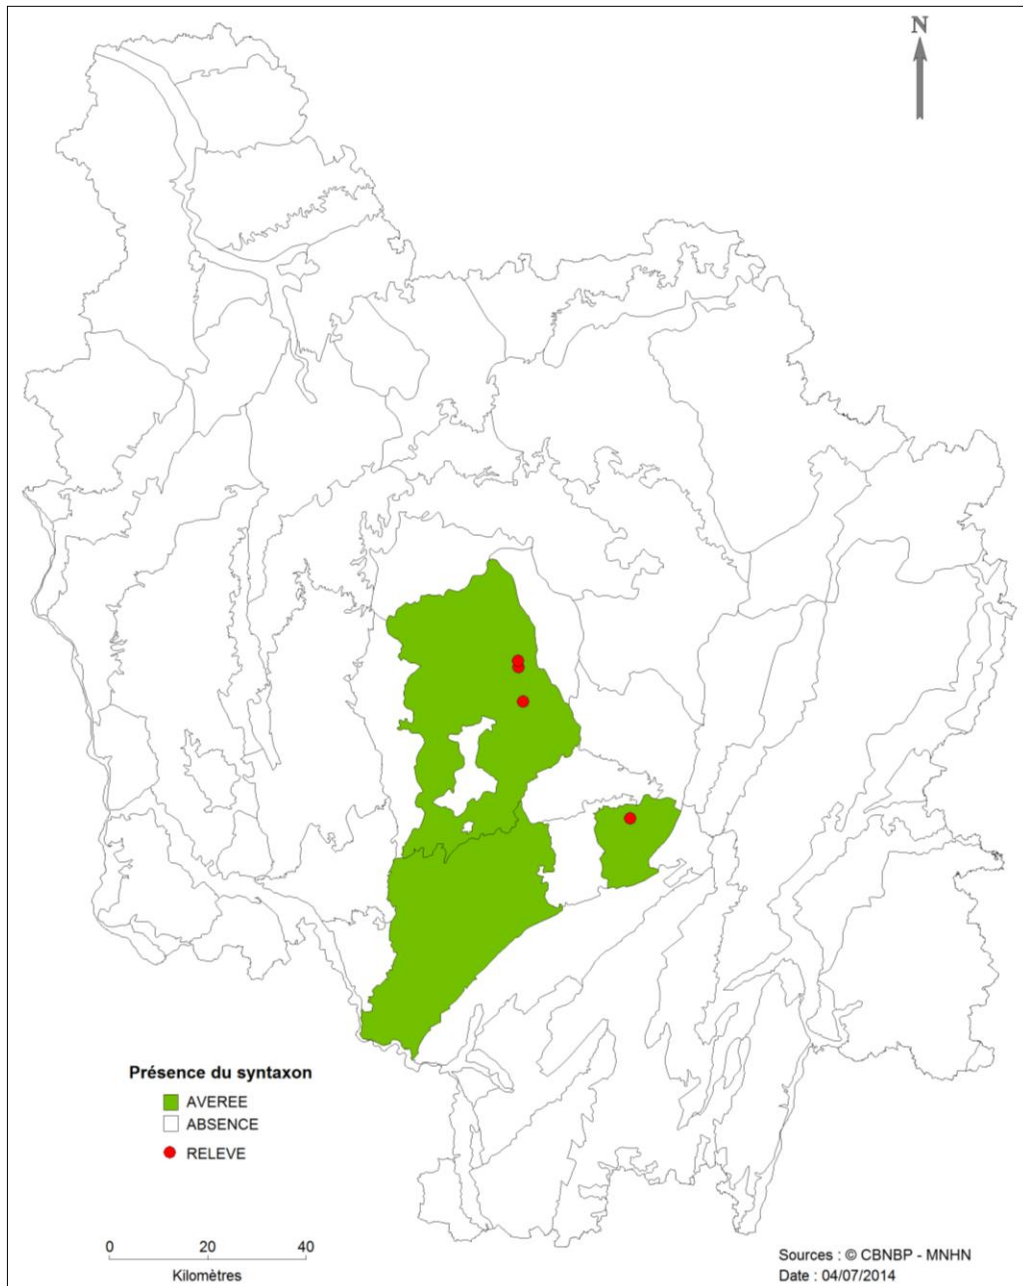 N
Présence du syntaxon
AVEREE
ABSENCE
RELEVE
0 20 40
Kilomètres
Sources : © CBNBP - MNHN
Date : 04/07/2014